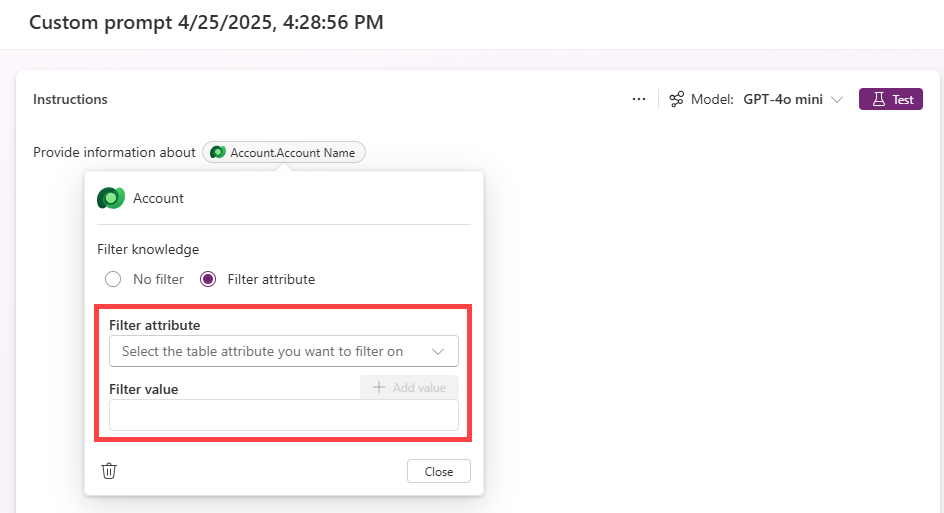 Custom prompt 4/25/2025, 4:28:56 PM
Instructions
... Model: GPT-4o mini Test
Provide information about Account.Account Name
Account
Filter knowledge
No filter Filter attribute
Filter attribute
Select the table attribute you want to filter on
Filter value + Add value
Close